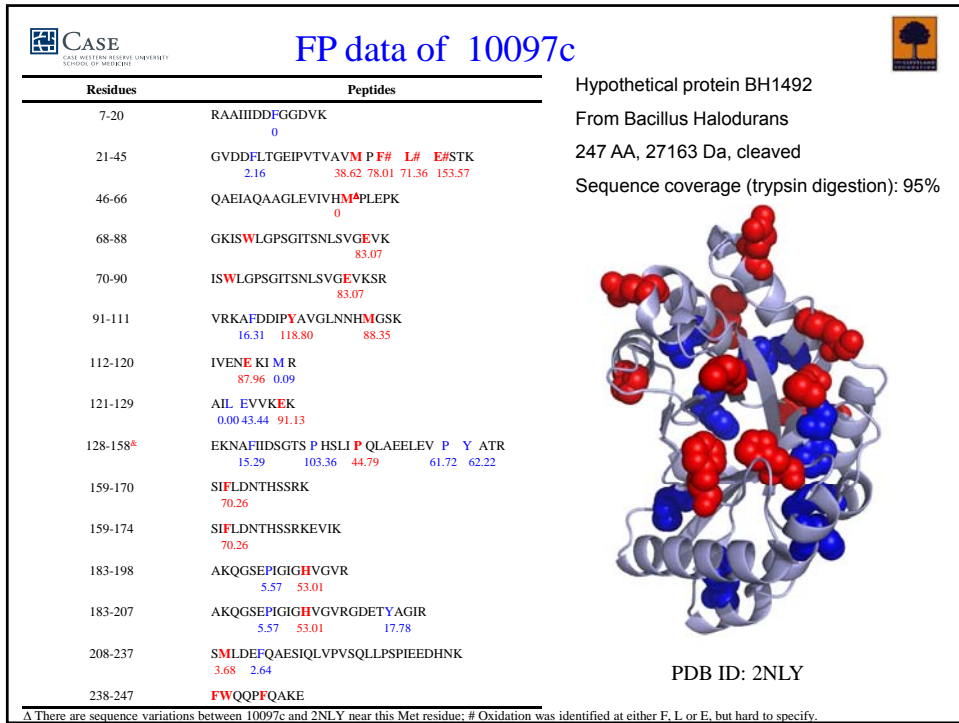 CASE
CASE WESTERN RESERVE UNIVERSITY
SCHOOL OF MEDICINE
FP data of 10097c
Residues Peptides
7-20 RAAIIIDDFGGDVK
0
21-45 GVDDFLTGEIPVTVAVM P F# L# E#STK
2.16 38.62 78.01 71.36 153.57
46-66 QAEIAQAAGLEVIVHMΔPLEPK
0
68-88 GKISWLGPSGITSNLSVGEVK
83.07
70-90 ISWLGPSGITSNLSVGEVKSR
83.07
91-111 VRKAFDDIPYAVGLNNHMGSK
16.31 118.80 88.35
112-120 IVENE KI M R
87.96 0.09
121-129 AIL EVVKEK
0.00 43.44 91.13
128-158& EKNAFIIDSGTS P HSLI P QLAEELEV P Y ATR
15.29 103.36 44.79 61.72 62.22
159-170 SIFLDNTHSSRK
70.26
159-174 SIFLDNTHSSRKEVIK
70.26
183-198 AKQGSEPIGIGHVGVR
5.57 53.01
183-207 AKQGSEPIGIGHVGVRGDETYAGIR
5.57 53.01 17.78
208-237 SMLDEFQAESIQLVPVSQLLPSPIEEDHNK
3.68 2.64
238-247 FWQQPFQAKE
Δ There are sequence variations between 10097c and 2NLY near this Met residue; # Oxidation was identified at either F, L or E, but hard to specify.
Hypothetical protein BH1492
From Bacillus Halodurans
247 AA, 27163 Da, cleaved
Sequence coverage (trypsin digestion): 95%
PDB ID: 2NLY